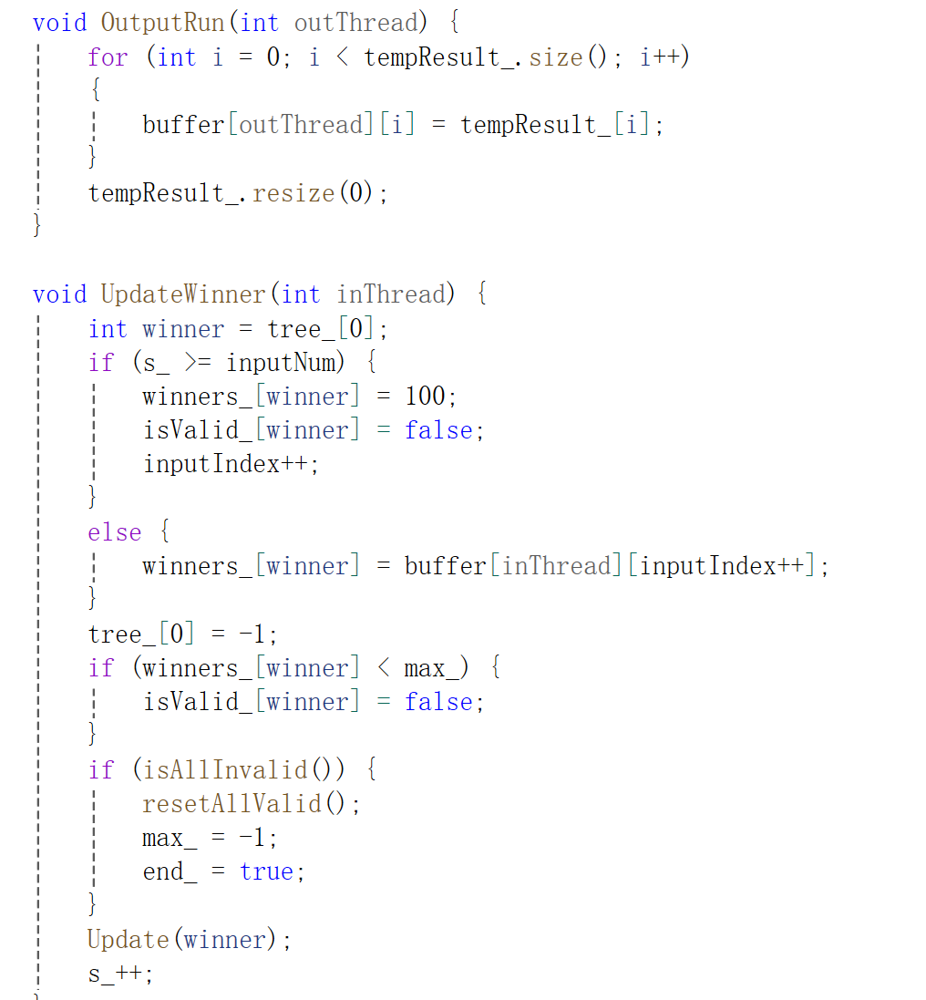 void OutputRun(int outThread) {
    for (int i = 0; i < tempResult_.size(); i++)
    {
        buffer[outThread][i] = tempResult_[i];
    }
    tempResult_.resize(0);
}

void UpdateWinner(int inThread) {
    int winner = tree_[0];
    if (s_ >= inputNum) {
        winners_[winner] = 100;
        isValid_[winner] = false;
        inputIndex++;
    }
    else {
        winners_[winner] = buffer[inThread][inputIndex++];
    }
    tree_[0] = -1;
    if (winners_[winner] < max_) {
        isValid_[winner] = false;
    }
    if (isAllInvalid()) {
        resetAllValid();
        max_ = -1;
        end_ = true;
    }
    Update(winner);
    s_++;